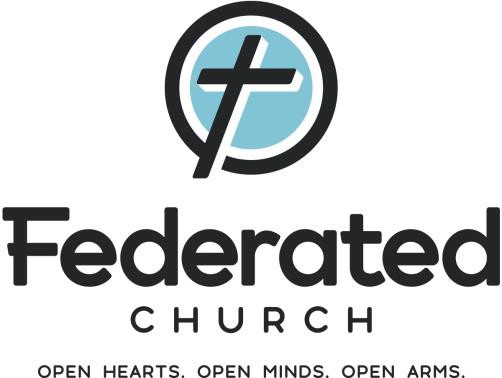 Federated
CHURCH
OPEN HEARTS. OPEN MINDS. OPEN ARMS.